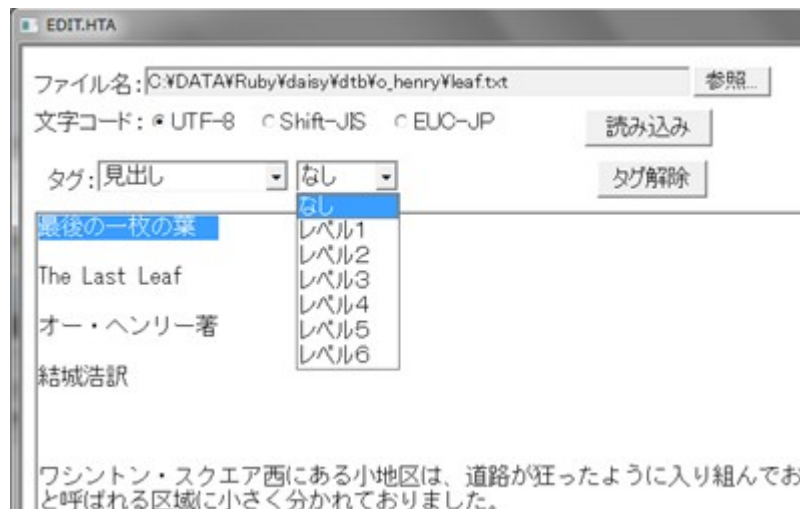 EDIT.HTA
ファイル名: C:¥DATA¥Ruby¥daisy¥dtb¥o_henry¥leaf.txt 参照...
文字コード: UTF-8 Shift-JIS EUC-JP 読み込み
タグ: 見出し なし タグ解除
なし
最後の一枚の葉
レベル1
レベル2
The Last Leaf
レベル3
レベル4
オー・ヘンリー著
レベル5
レベル6
結城浩訳
ワシントン・スクエア西にある小地区は、道路が狂ったように入り組んでお
と呼ばれる区域に小さく分かれておりました。